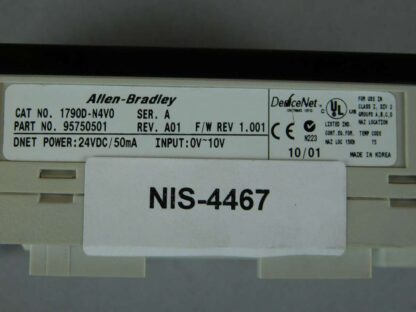 Allen-Bradley
CAT NO. 1790D-N4V0 SER. A
PART NO. 95750501 REV. A01 F/W REV 1.001
DNET POWER:24VDC/50mA INPUT:0V~10V
DeviceNet
CE
N223
10/01
UL
LISTED
FOR USE IN
CLASS I, DIV 2
GROUPS A,B,C,D
HAZ LOCATION
TEMP CODE
MADE IN KOREA
NIS-4467